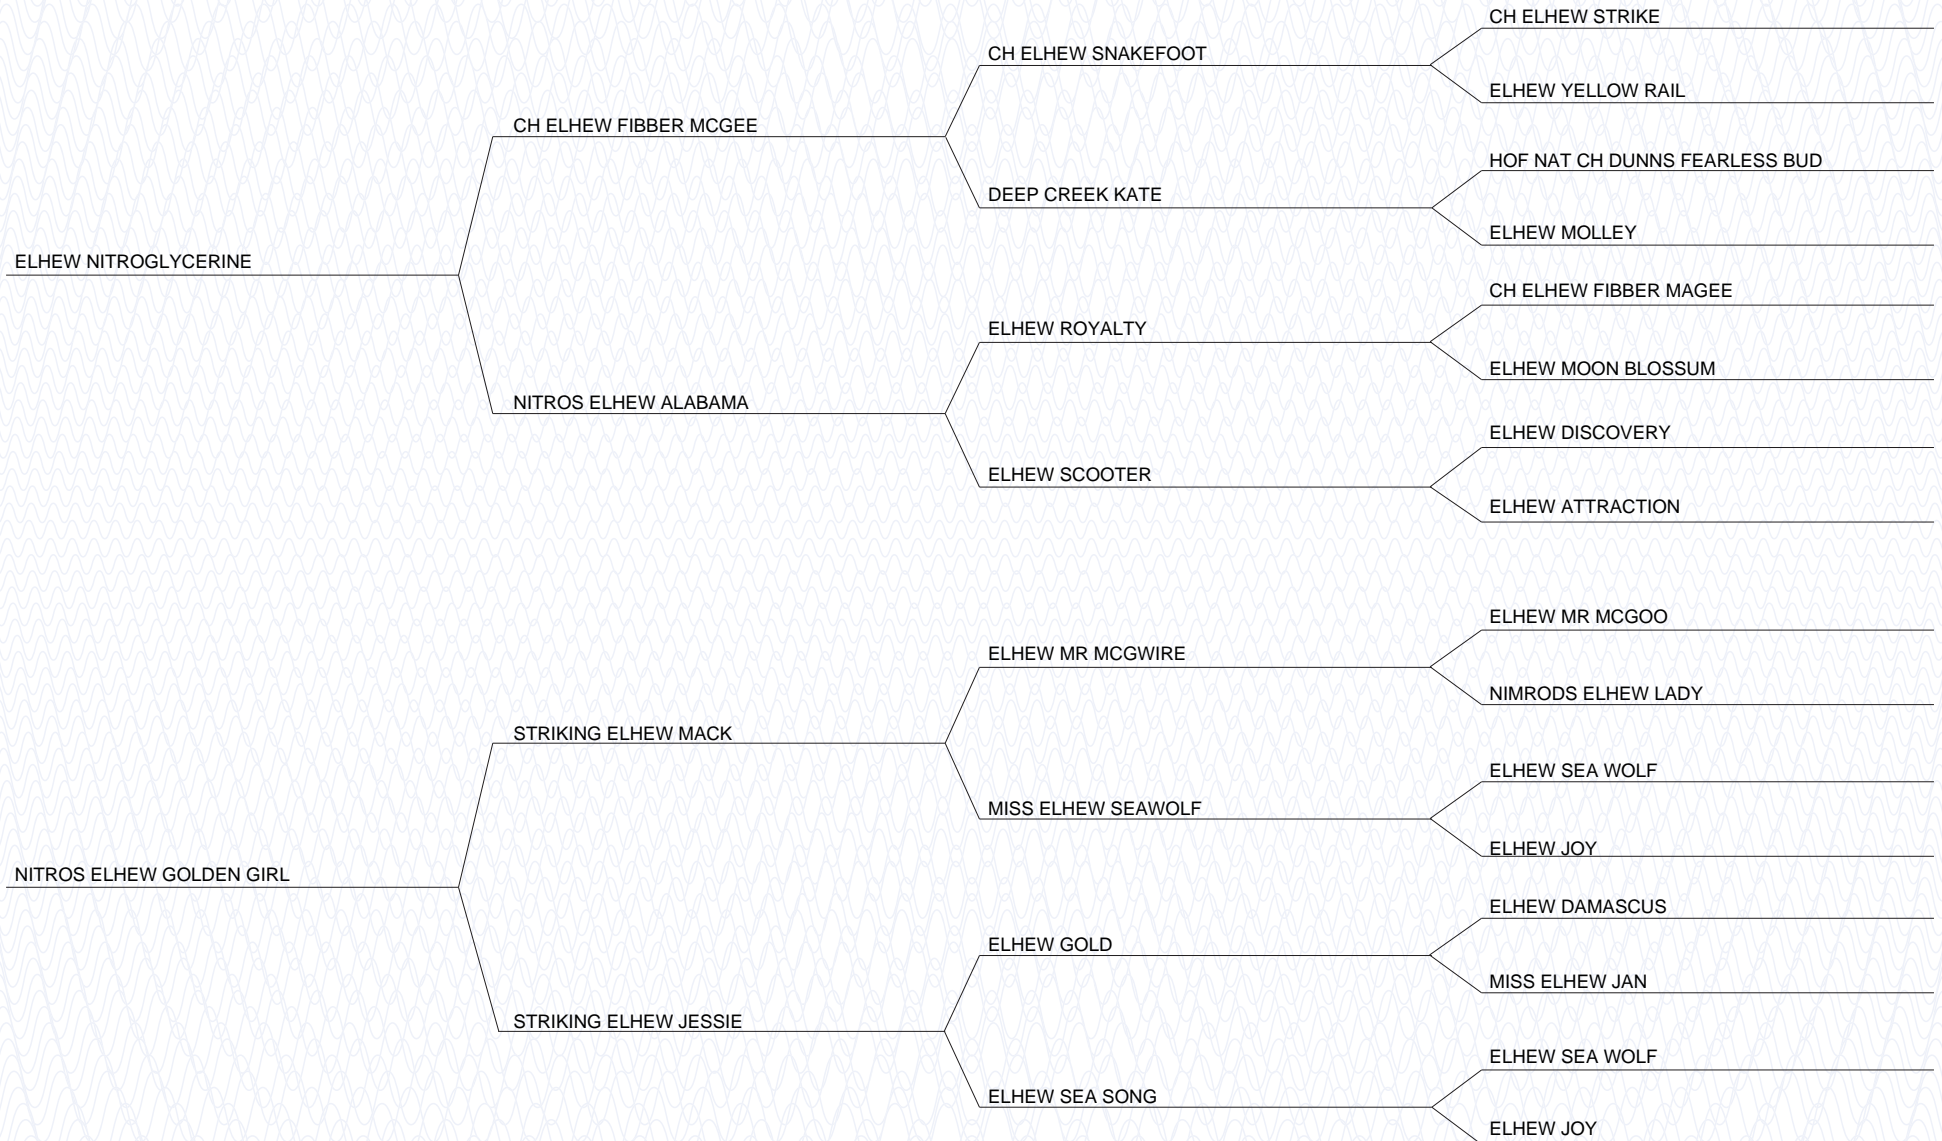 CH ELHEW STRIKE
CH ELHEW SNAKEFOOT
ELHEW YELLOW RAIL
CH ELHEW FIBBER MCGEE
HOF NAT CH DUNNS FEARLESS BUD
DEEP CREEK KATE
ELHEW MOLLEY
ELHEW NITROGLYCERINE
CH ELHEW FIBBER MAGEE
ELHEW ROYALTY
ELHEW MOON BLOSSUM
NITROS ELHEW ALABAMA
ELHEW DISCOVERY
ELHEW SCOOTER
ELHEW ATTRACTION
ELHEW MR MCGOO
ELHEW MR MCGWIRE
NIMRODS ELHEW LADY
STRIKING ELHEW MACK
ELHEW SEA WOLF
MISS ELHEW SEAWOLF
ELHEW JOY
NITROS ELHEW GOLDEN GIRL
ELHEW DAMASCUS
ELHEW GOLD
MISS ELHEW JAN
STRIKING ELHEW JESSIE
ELHEW SEA WOLF
ELHEW SEA SONG
ELHEW JOY